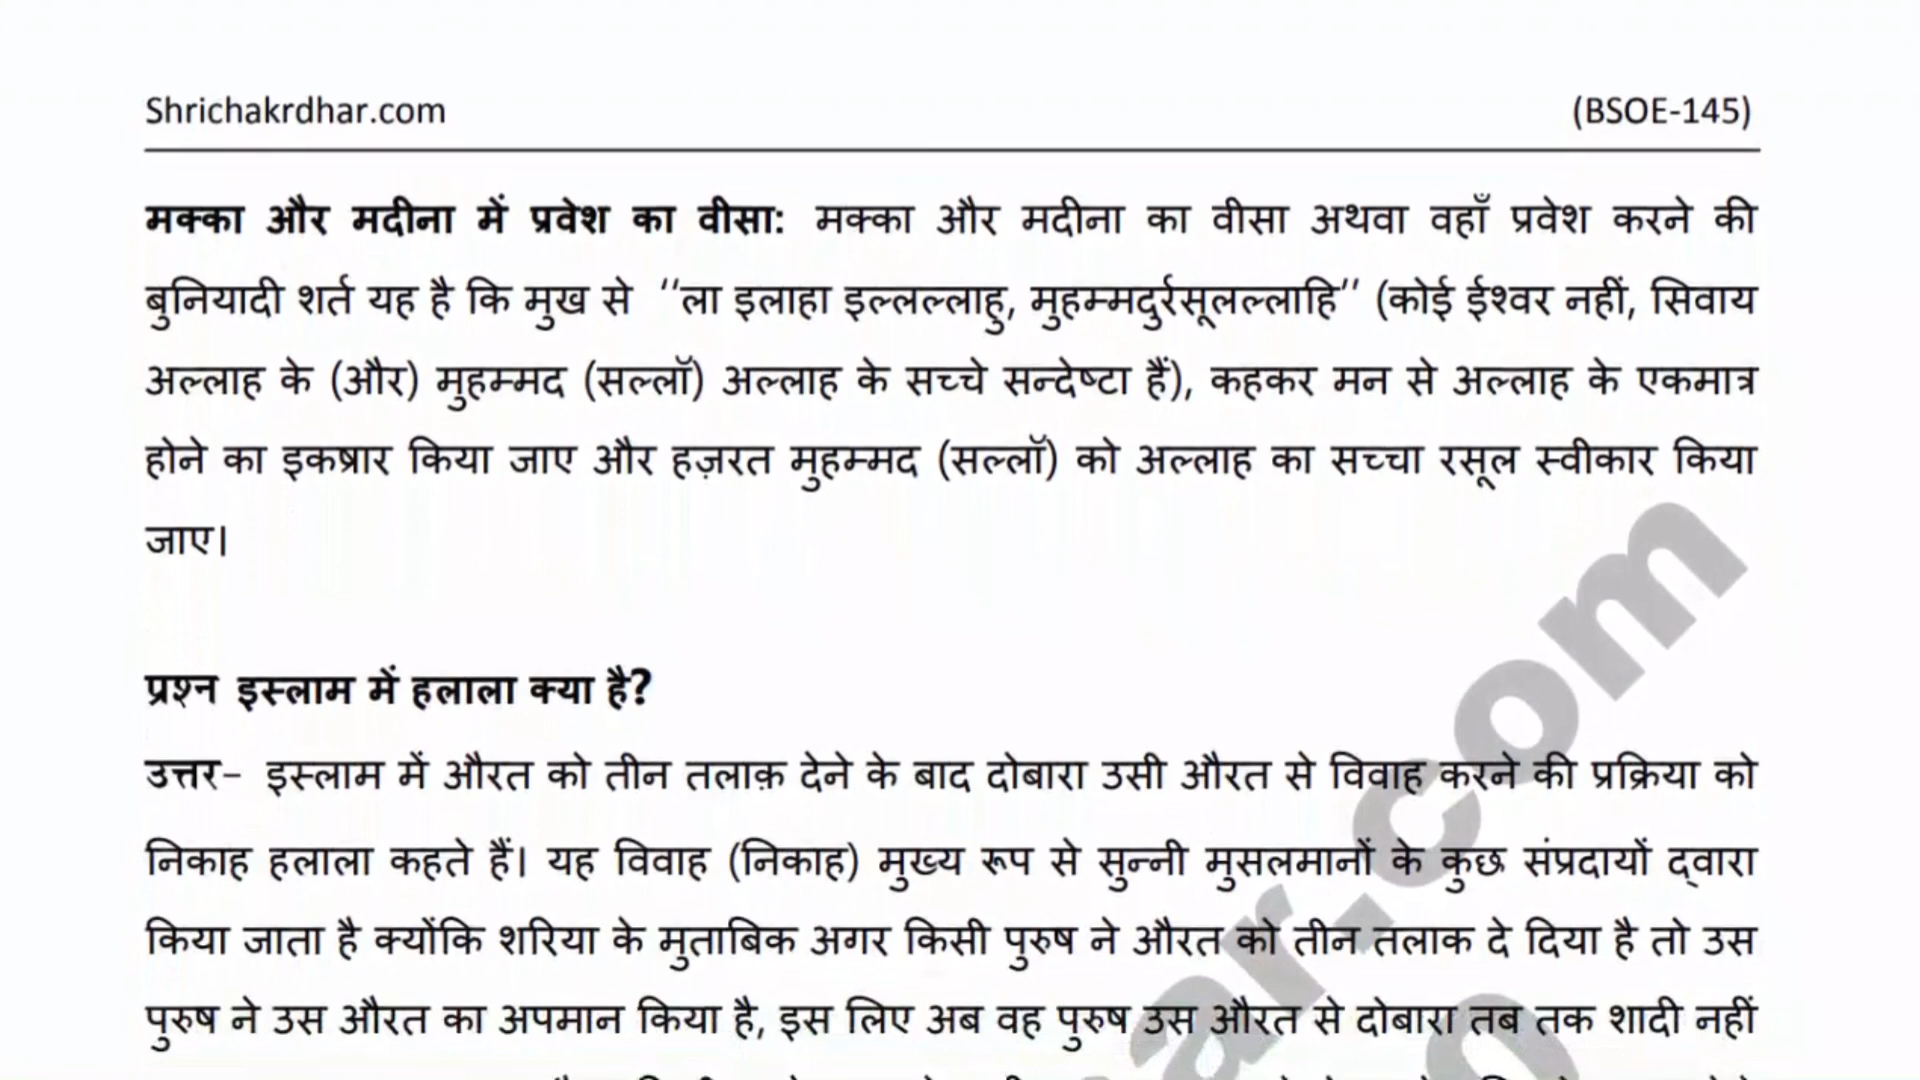 Shrichakrdhar.com (BSOE-145)
मक्का और मदीना में प्रवेश का वीसा: मक्का और मदीना का वीसा अथवा वहाँ प्रवेश करने की
बुनियादी शर्त यह है कि मुख से ‘‘ला इलाहा इल्लल्लाहु, मुहम्मदुर्रसूलल्लाहि’’ (कोई ईश्वर नहीं, सिवाय
अल्लाह के (और) मुहम्मद (सल्लॉ) अल्लाह के सच्चे सन्देष्टा हैं), कहकर मन से अल्लाह के एकमात्र
होने का इकष्रार किया जाए और हज़रत मुहम्मद (सल्लॉ) को अल्लाह का सच्चा रसूल स्वीकार किया
जाए।
प्रश्न इस्लाम में हलाला क्या है?
उत्तर– इस्लाम में औरत को तीन तलाक़ देने के बाद दोबारा उसी औरत से विवाह करने की प्रक्रिया को
निकाह हलाला कहते हैं। यह विवाह (निकाह) मुख्य रूप से सुन्नी मुसलमानों के कुछ संप्रदायों द्वारा
किया जाता है क्योंकि शरिया के मुताबिक अगर किसी पुरुष ने औरत को तीन तलाक दे दिया है तो उस
पुरुष ने उस औरत का अपमान किया है, इस लिए अब वह पुरुष उस औरत से दोबारा तब तक शादी नहीं
ar.com